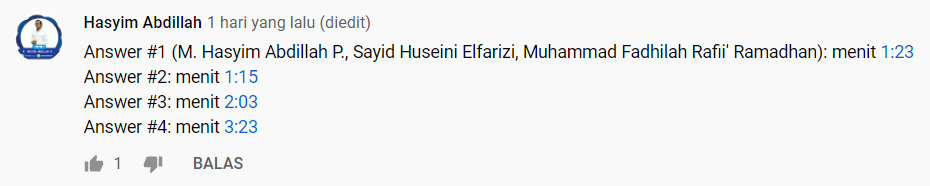 Hasyim Abdillah 1 hari yang lalu (diedit)
Answer #1 (M. Hasyim Abdillah P., Sayid Huseini Elfarizi, Muhammad Fadhilah Rafii' Ramadhan): menit 1:23
Answer #2: menit 1:15
Answer #3: menit 2:03
Answer #4: menit 3:23
1 BALAS